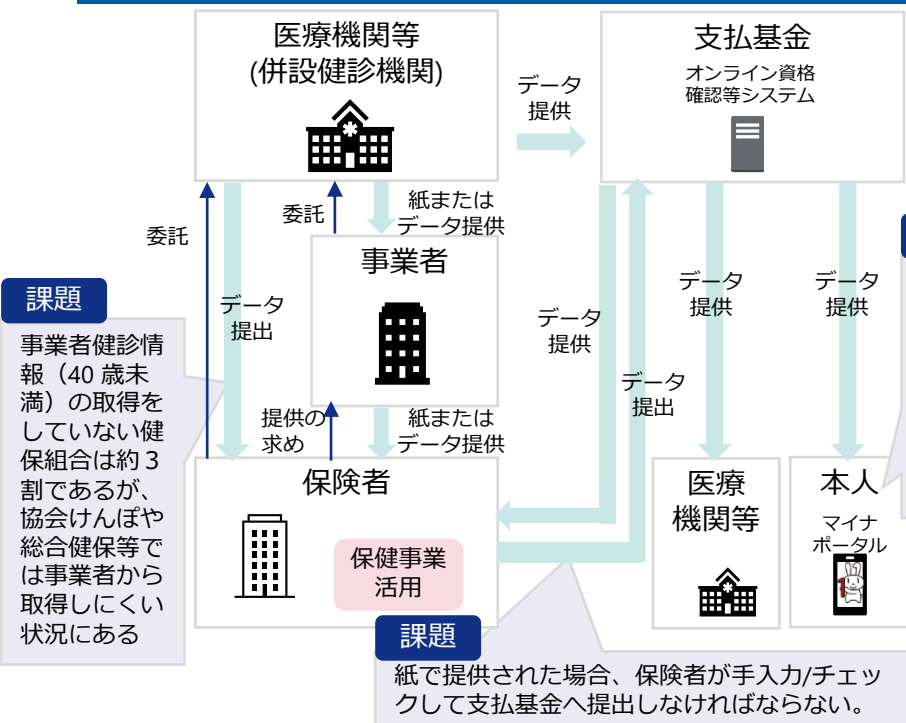 医療機関等
(併設健診機関)
支払基金
オンライン資格
確認等システム
データ
提供
委託
委託
紙または
データ提供
事業者
課題
事業者健診情
報（40 歳未
満）の取得を
していない健
保組合は約３
割であるが、
協会けんぽや
総合健保等で
は事業者から
取得しにくい
状況にある
データ
提出
提供の
求め
紙または
データ提供
データ
提供
データ
提出
データ
提供
データ
提供
保険者
保健事業
活用
医療
機関等
本人
マイナ
ポータル
課題
紙で提供された場合、保険者が手入力/チェッ
クして支払基金へ提出しなければならない。